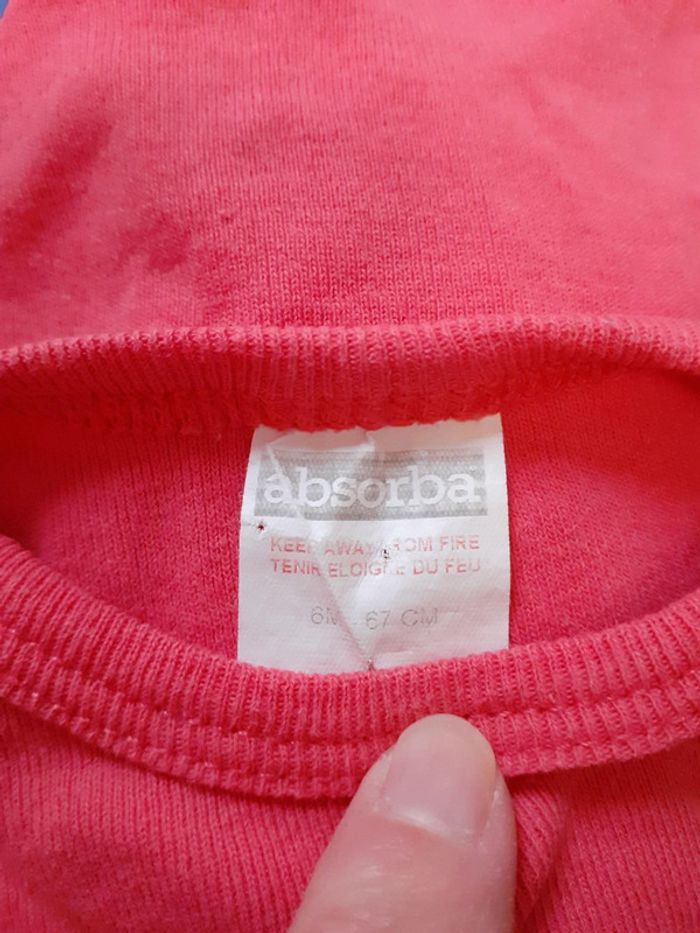 absorba
KEEP AWAY FROM FIRE
TENIR ELOIGNE DU FEU
6M - 67 CM